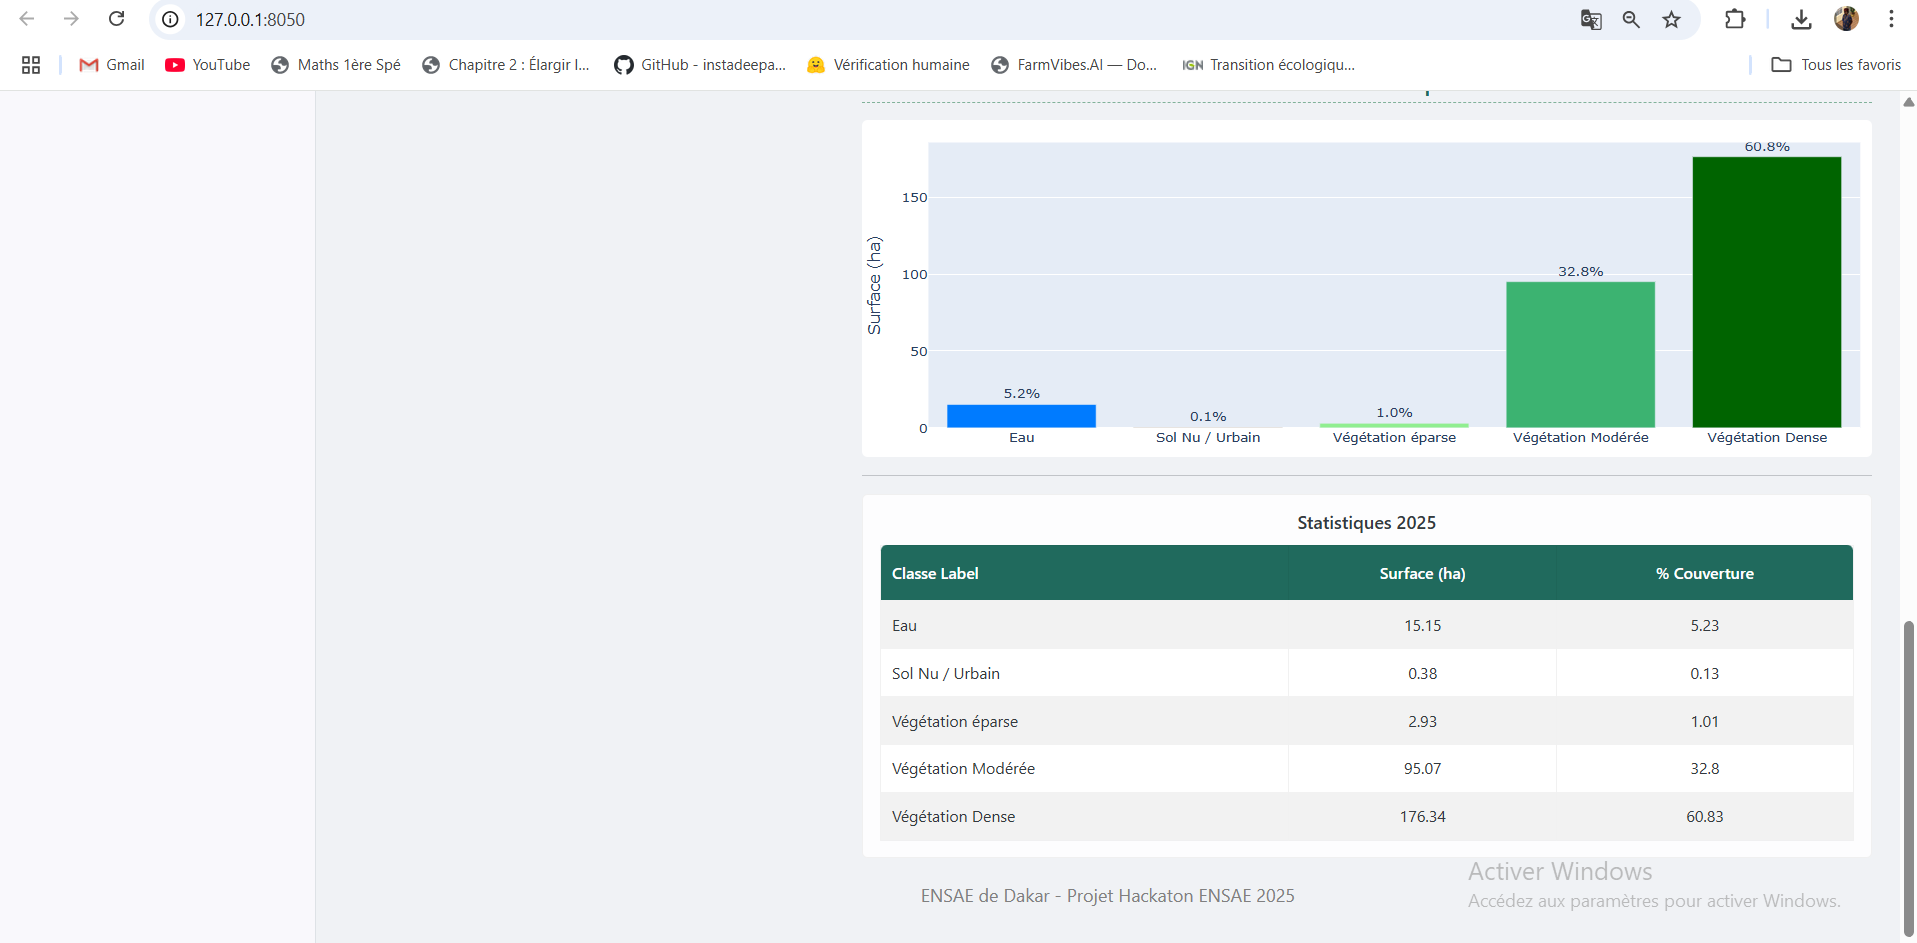 127.0.0.1:8050
Gmail
YouTube
Maths 1ère Spé
Chapitre 2 : Élargir l...
GitHub - instadeepa...
Vérification humaine
FarmVibes.AI — Do...
IGN Transition écologiqu...
Tous les favoris
Surface (ha)
150
100
50
0
5.2%
0.1%
1.0%
32.8%
60.8%
Eau
Sol Nu / Urbain
Végétation éparse
Végétation Modérée
Végétation Dense
Statistiques 2025
Classe Label Surface (ha) % Couverture
Eau 15.15 5.23
Sol Nu / Urbain 0.38 0.13
Végétation éparse 2.93 1.01
Végétation Modérée 95.07 32.8
Végétation Dense 176.34 60.83
ENSAE de Dakar - Projet Hackaton ENSAE 2025
Activer Windows
Accédez aux paramètres pour activer Windows.